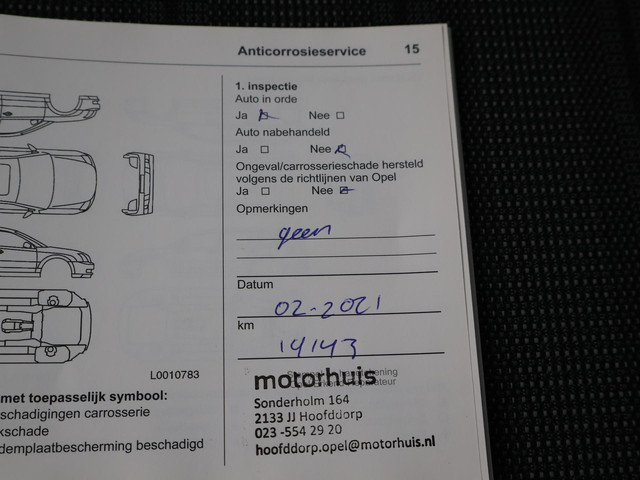 Anticorrosieservice 15
1. inspectie
Auto in orde
Ja Nee
Auto nabehandeld
Ja Nee
Ongeval/carrosserieschade hersteld
volgens de richtlijnen van Opel
Ja Nee
Opmerkingen
geen
Datum
02-2021
km
14143
L0010783
met toepasselijk symbool:
schadigingen carrosserie
kschade
demplaatbescherming beschadigd
motorhuis
Sonderholm 164
2133 JJ Hoofddorp
023 -554 29 20
hoofddorp.opel@motorhuis.nl